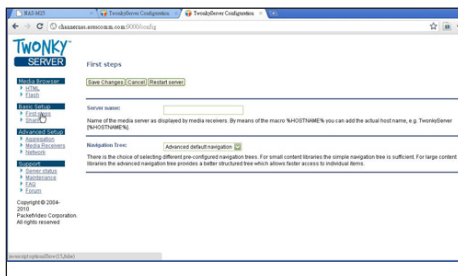 TwonkyServer Configuration
TwonkyServer Configuration
TWONKY
SERVER
Media Browser
HTML
Flash
Basic Setup
First steps
Sharing
Advanced Setup
Aggregation
Media Receivers
Network
Support
Server status
Maintenance
FAQ
Forum
Copyright © 2004-
2010
PacketVideo Corporation.
All rights reserved
First steps
Save Changes Cancel Restart server
Server name:
Name of the media server as displayed by media receivers. By means of the macro %HOSTNAME% you can add the actual host name, e.g. TwonkyServer
[%HOSTNAME%].
Navigation Tree: Advanced default navigation
There is the choice of selecting different pre-configured navigation trees. For small content libraries the simple navigation tree is sufficient. For large content
libraries the advanced navigation tree provides a better structured tree which allows faster access to individual items.